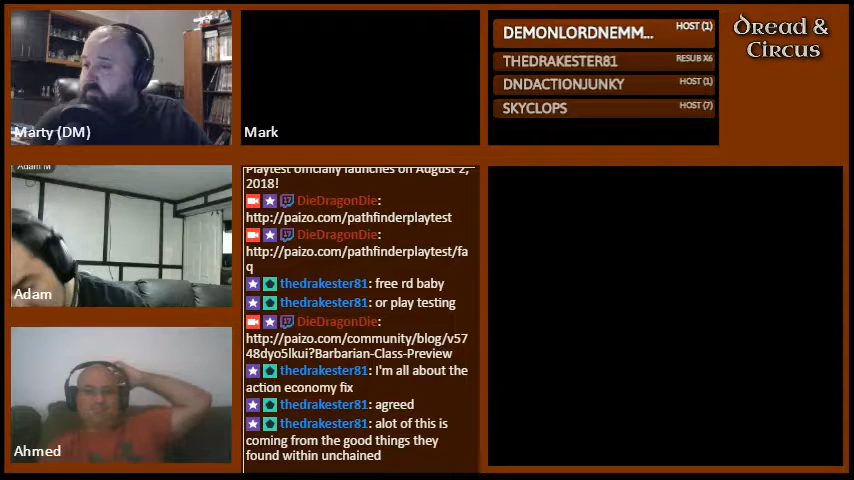 Marty (DM)
Mark
DEMONLORDNEMM... HOST (1)
THEDRAKESTER81 RESUB X6
DNDACTIONJUNKY HOST (1)
SKYCLOPS HOST (7)
Dread &
Circus
Adam M
Adam
Ahmed
Playtest officially launches on August 2,
2018!
DieDragonDie:
http://paizo.com/pathfinderplaytest
DieDragonDie:
http://paizo.com/pathfinderplaytest/fa
q
thedrakester81: free rd baby
thedrakester81: or play testing
DieDragonDie:
http://paizo.com/community/blog/v57
48dyo5lkui?Barbarian-Class-Preview
thedrakester81: I'm all about the
action economy fix
thedrakester81: agreed
thedrakester81: alot of this is
coming from the good things they
found within unchained